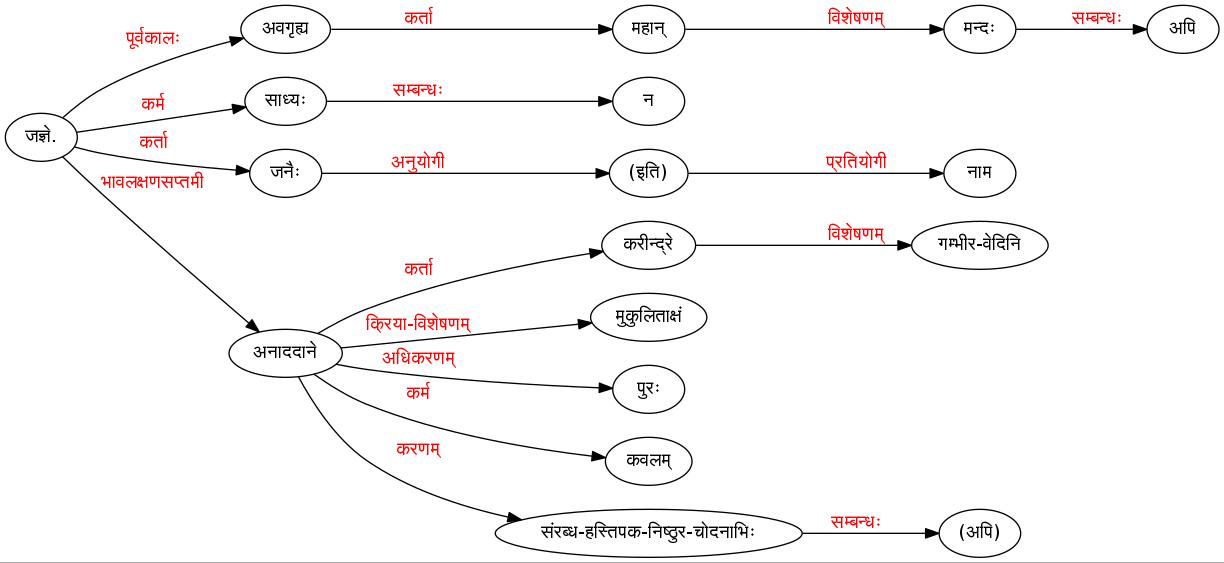 पूर्वकालः
अवगृह्य
कर्ता
महान्
विशेषणम्
मन्दः
सम्बन्धः
अपि
जज्ञे.
कर्म
साध्यः
सम्बन्धः
न
कर्ता
जनैः
अनुयोगी
(इति)
प्रतियोगी
नाम
भावलक्षणसप्तमी
अनाददाने
कर्ता
करीन्द्रे
विशेषणम्
गम्भीर-वेदिनि
क्रिया-विशेषणम्
मुकुलिताक्षं
अधिकरणम्
पुरः
कर्म
कवलम्
करणम्
संरब्ध-हस्तिपक-निष्ठुर-चोदनाभिः
सम्बन्धः
(अपि)